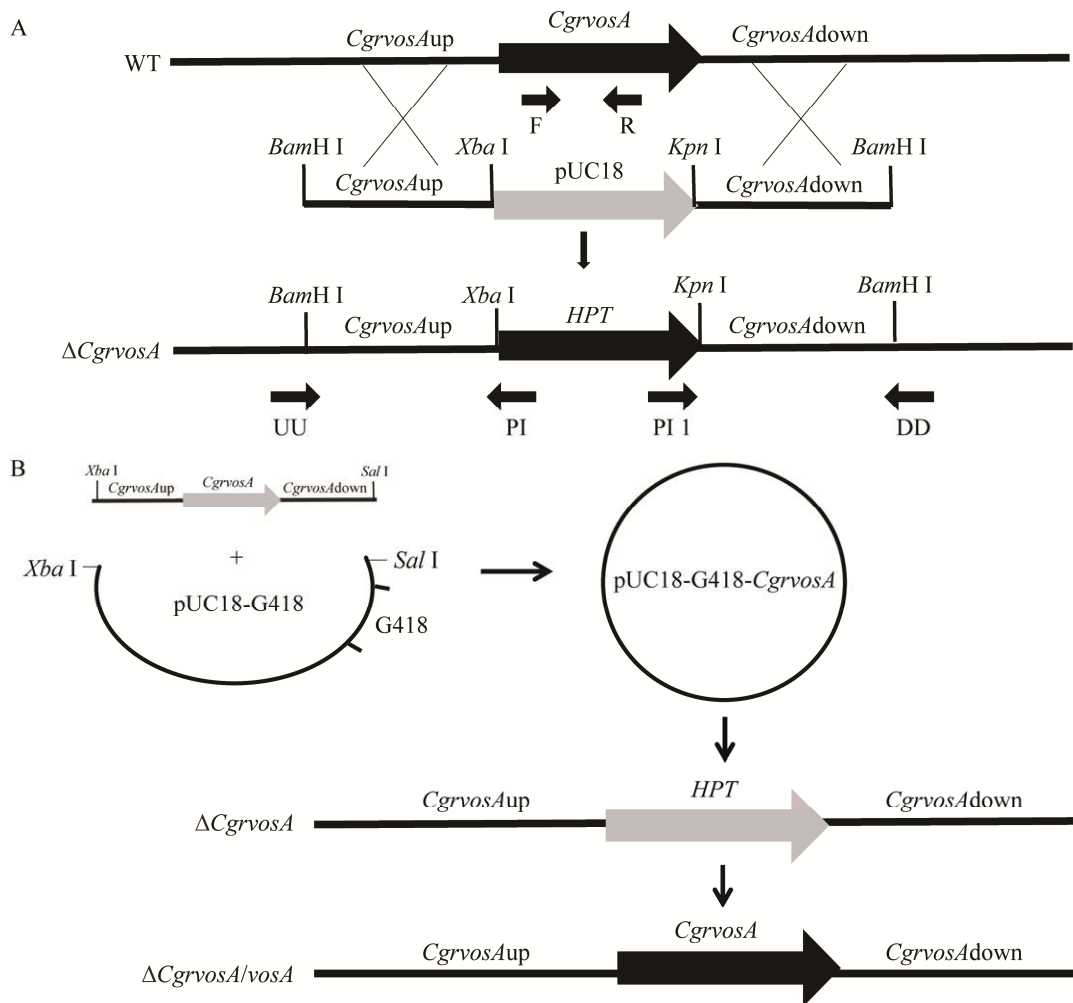 A
CgrvosA
CgrvosAup
CgrvosAdown
WT
F
R
BamH I
Xba I
pUC18
Kpn I
BamH I
CgrvosAup
CgrvosAdown
BamH I
Xba I
HPT
Kpn I
BamH I
CgrvosAup
CgrvosAdown
ΔCgrvosA
UU
PI
PI 1
DD
B
Xba I
CgrvosAup
CgrvosA
CgrvosAdown
Sal I
+
Xba I
Sal I
pUC18-G418
G418
pUC18-G418-CgrvosA
HPT
CgrvosAup
CgrvosAdown
ΔCgrvosA
CgrvosA
CgrvosAup
CgrvosAdown
ΔCgrvosA/vosA